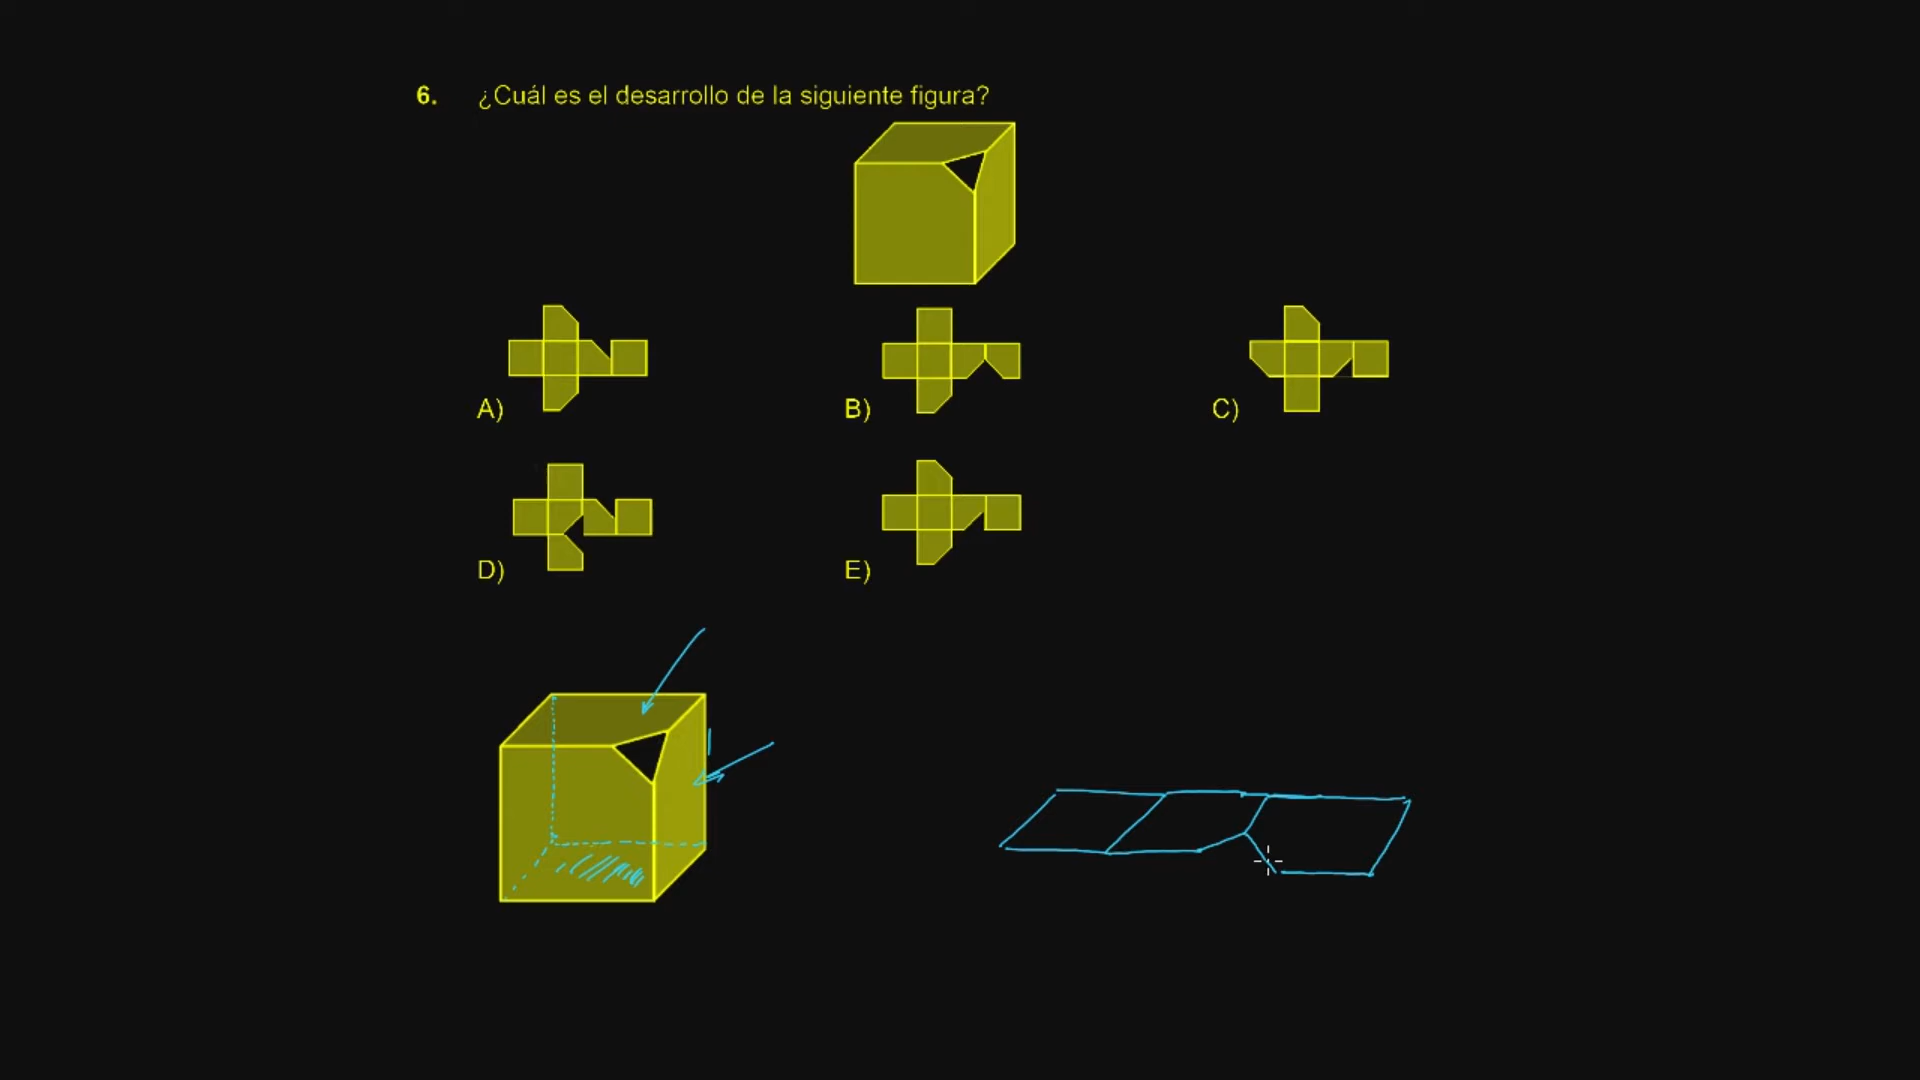 6. ¿Cuál es el desarrollo de la siguiente figura?
A)
B)
C)
D)
E)